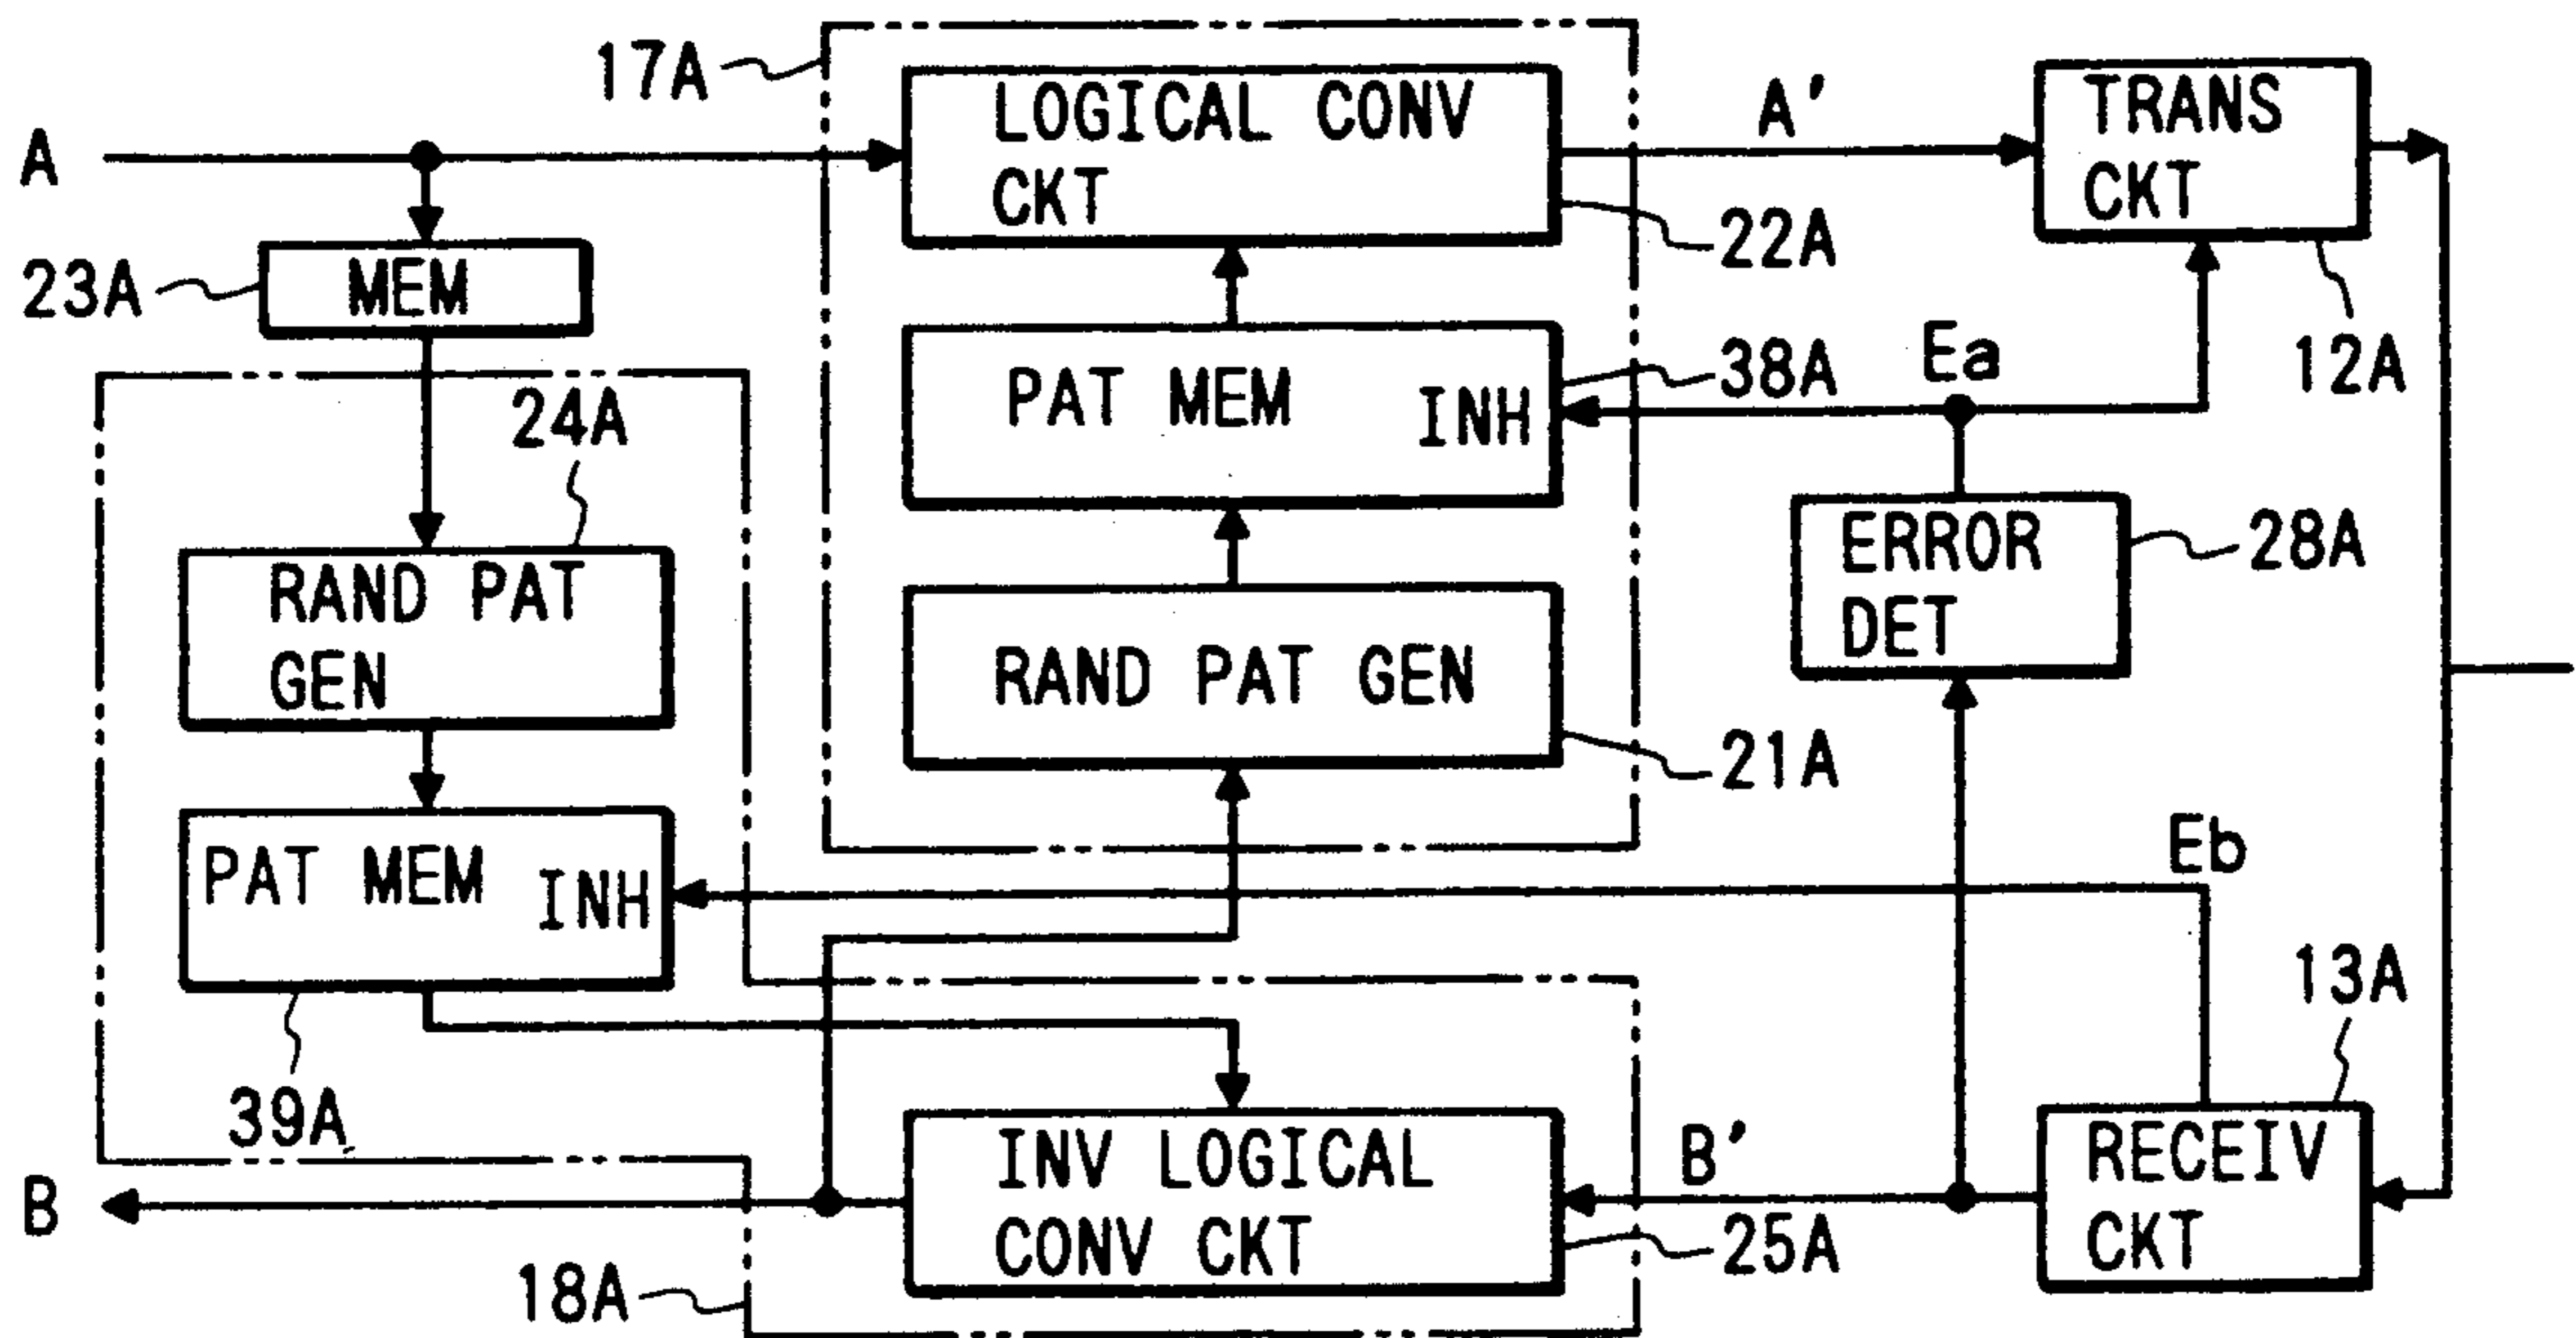 17A
LOGICAL CONV
CKT
A'
TRANS
CKT
A
22A
23A
MEM
12A
24A
PAT MEM
INH
38A
Ea
RAND PAT
GEN
ERROR
DET
28A
RAND PAT GEN
21A
PAT MEM
INH
Eb
13A
39A
INV LOGICAL
CONV CKT
B'
RECEIV
CKT
B
25A
18A